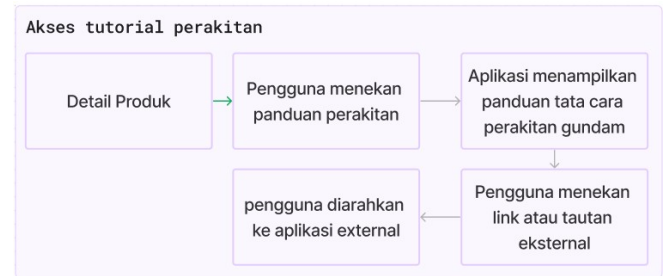 Akses tutorial perakitan
Detail Produk
Pengguna menekan
panduan perakitan
Aplikasi menampilkan
panduan tata cara
perakitan gundam
Pengguna menekan
link atau tautan
eksternal
pengguna diarahkan
ke aplikasi external